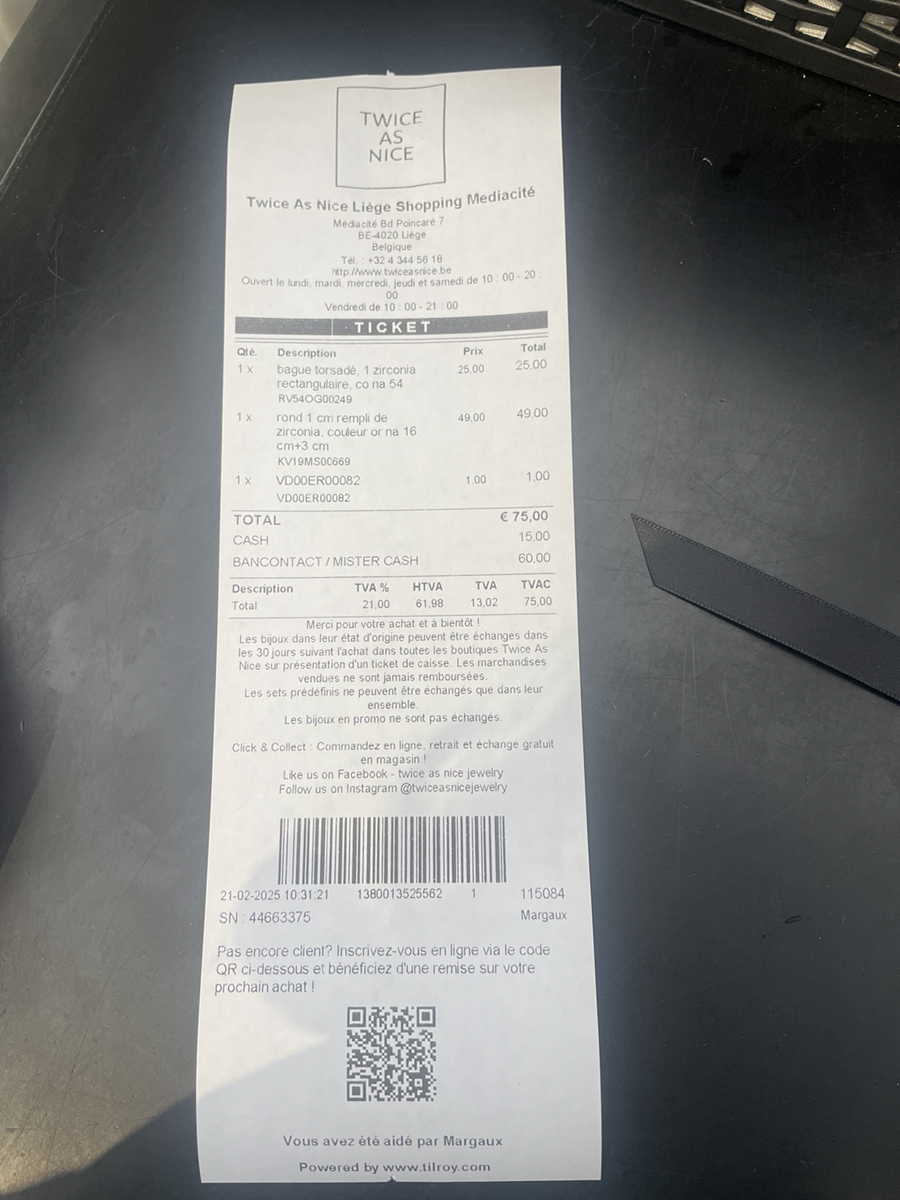 TWICE
AS
NICE
Twice As Nice Liège Shopping Mediacité
Médiacité Bd Poincaré 7
BE-4020 Liège
Belgique
Tél. : +32 4 344 56 18
http://www.twiceasnice.be
Ouvert le lundi, mardi, mercredi, jeudi et samedi de 10 : 00 - 20 :
00
Vendredi de 10 : 00 - 21 : 00
TICKET
Qté. Description Prix Total
1 x bague torsadé, 1 zirconia 25,00 25,00
rectangulaire, co na 54
RV54OG00249
1 x rond 1 cm rempli de 49,00 49,00
zirconia, couleur or na 16
cm+3 cm
KV19MS00669
1 x VD00ER00082 1,00 1,00
VD00ER00082
TOTAL € 75,00
CASH 15,00
BANCONTACT / MISTER CASH 60,00
Description TVA % HTVA TVA TVAC
Total 21,00 61,98 13,02 75,00
Merci pour votre achat et à bientôt !
Les bijoux dans leur état d'origine peuvent être échangés dans
les 30 jours suivant l'achat dans toutes les boutiques Twice As
Nice sur présentation d'un ticket de caisse. Les marchandises
vendues ne sont jamais remboursées.
Les sets prédéfinis ne peuvent être échangés que dans leur
ensemble.
Les bijoux en promo ne sont pas échangés.
Click & Collect : Commandez en ligne, retrait et échange gratuit
en magasin !
Like us on Facebook - twice as nice jewelry
Follow us on Instagram @twiceasnicejewelry
21-02-2025 10:31:21 1380013525562 1 115084
SN : 44663375 Margaux
Pas encore client? Inscrivez-vous en ligne via le code
QR ci-dessous et bénéficiez d'une remise sur votre
prochain achat !
Vous avez été aidé par Margaux
Powered by www.tilroy.com